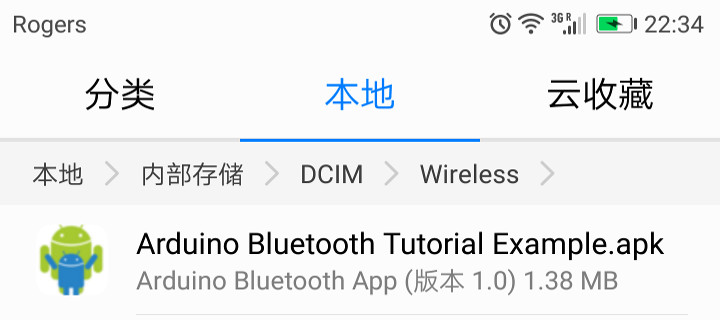 Rogers 3G R 22:34
分类 本地 云收藏
本地 内部存储 DCIM Wireless
Arduino Bluetooth Tutorial Example.apk
Arduino Bluetooth App (版本 1.0) 1.38 MB